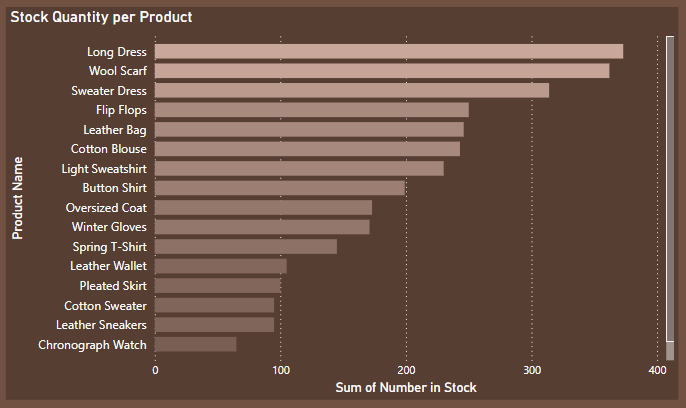 Stock Quantity per Product
Product Name
Long Dress
Wool Scarf
Sweater Dress
Flip Flops
Leather Bag
Cotton Blouse
Light Sweatshirt
Button Shirt
Oversized Coat
Winter Gloves
Spring T-Shirt
Leather Wallet
Pleated Skirt
Cotton Sweater
Leather Sneakers
Chronograph Watch
0 100 200 300 400
Sum of Number in Stock